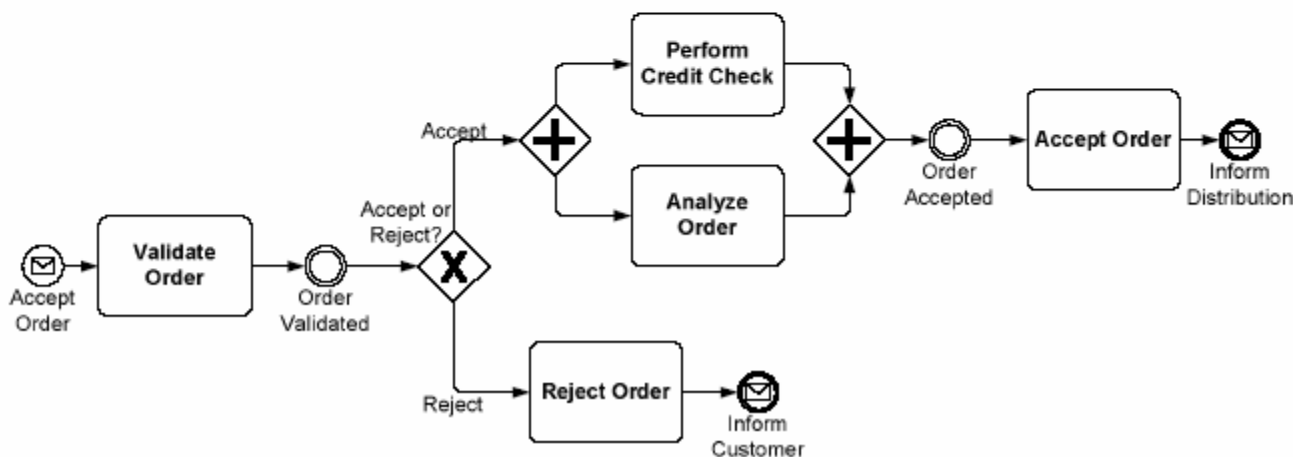 Perform
Credit Check
Accept
Accept Order
Order
Accepted
Inform
Distribution
Analyze
Order
Accept or
Reject?
Validate
Order
Accept
Order
Order
Validated
Reject Order
Reject
Inform
Customer